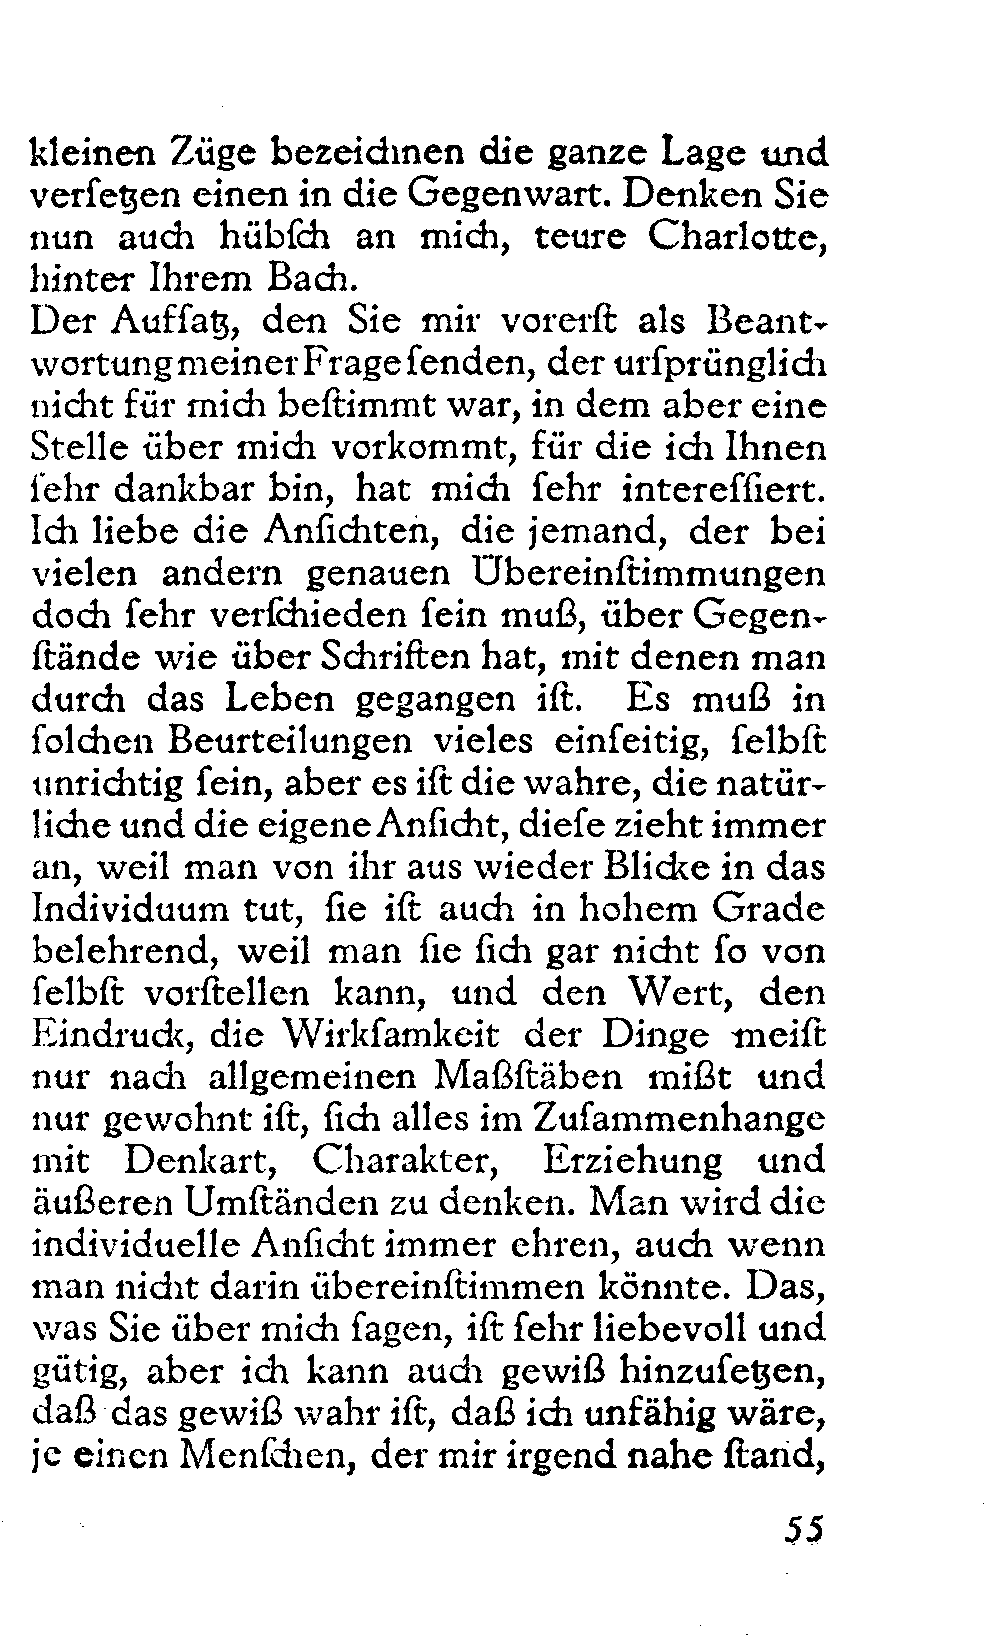 kleinen Züge bezeichnen die ganze Lage und
verſetzen einen in die Gegenwart. Denken Sie
nun auch hübſch an mich, teure Charlotte,
hinter Ihrem Bach.
Der Aufſatz, den Sie mir vorerſt als Beant-
wortung meiner Frage ſenden, der urſprünglich
nicht für mich beſtimmt war, in dem aber eine
Stelle über mich vorkommt, für die ich Ihnen
ſehr dankbar bin, hat mich ſehr intereſſiert.
Ich liebe die Anſichten, die jemand, der bei
vielen andern genauen Übereinſtimmungen
doch ſehr verſchieden ſein muß, über Gegen-
ſtände wie über Schriften hat, mit denen man
durch das Leben gegangen iſt. Es muß in
ſolchen Beurteilungen vieles einſeitig, ſelbſt
unrichtig ſein, aber es iſt die wahre, die natür-
liche und die eigene Anſicht, dieſe zieht immer
an, weil man von ihr aus wieder Blicke in das
Individuum tut, ſie iſt auch in hohem Grade
belehrend, weil man ſie ſich gar nicht ſo von
ſelbſt vorſtellen kann, und den Wert, den
Eindruck, die Wirkſamkeit der Dinge meiſt
nur nach allgemeinen Maßſtäben mißt und
nur gewohnt iſt, ſich alles im Zuſammenhange
mit Denkart, Charakter, Erziehung und
äußeren Umſtänden zu denken. Man wird die
individuelle Anſicht immer ehren, auch wenn
man nicht darin übereinſtimmen könnte. Das,
was Sie über mich ſagen, iſt ſehr liebevoll und
gütig, aber ich kann auch gewiß hinzuſetzen,
daß das gewiß wahr iſt, daß ich unfähig wäre,
je einen Menſchen, der mir irgend nahe ſtand,
55